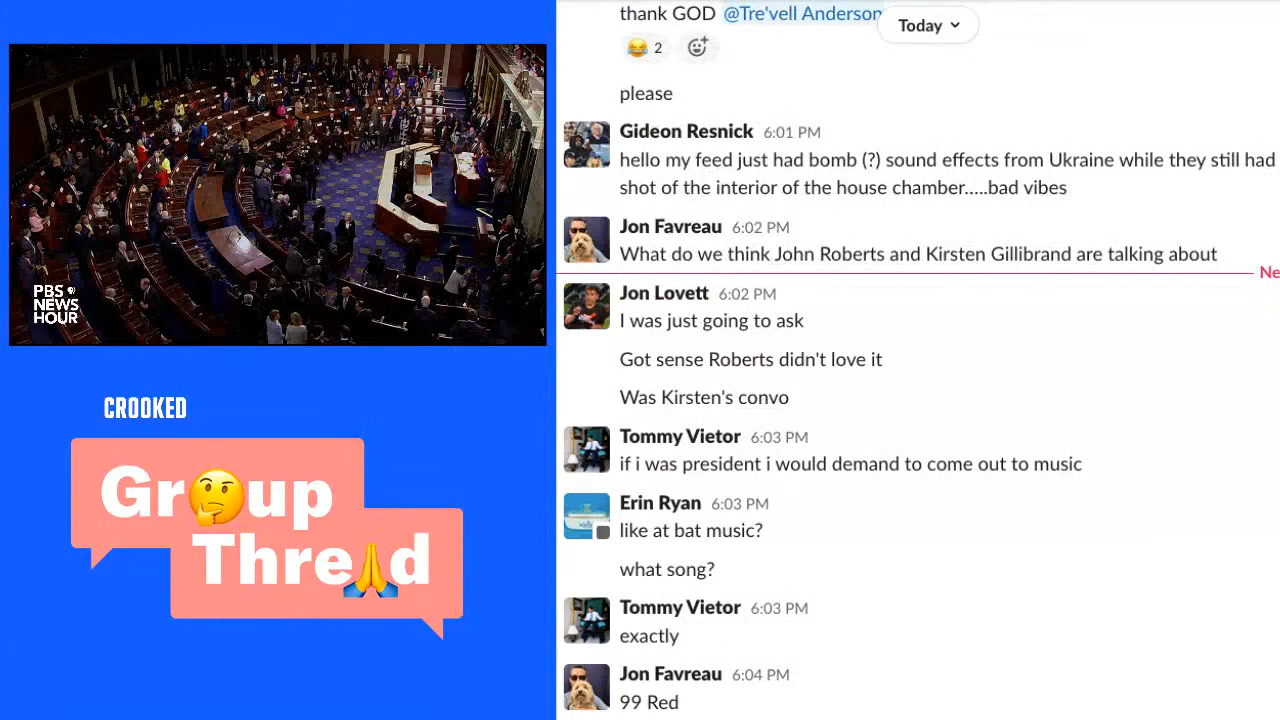 PBS
NEWS
HOUR
CROOKED
Gr🤔up
Thre🙏d
thank GOD @Tre'vell Anderson
Today
😂 2
please
Gideon Resnick 6:01 PM
hello my feed just had bomb (?) sound effects from Ukraine while they still had
shot of the interior of the house chamber.....bad vibes
Jon Favreau 6:02 PM
What do we think John Roberts and Kirsten Gillibrand are talking about
Ne
Jon Lovett 6:02 PM
I was just going to ask
Got sense Roberts didn't love it
Was Kirsten's convo
Tommy Vietor 6:03 PM
if i was president i would demand to come out to music
Erin Ryan 6:03 PM
like at bat music?
what song?
Tommy Vietor 6:03 PM
exactly
Jon Favreau 6:04 PM
99 Red